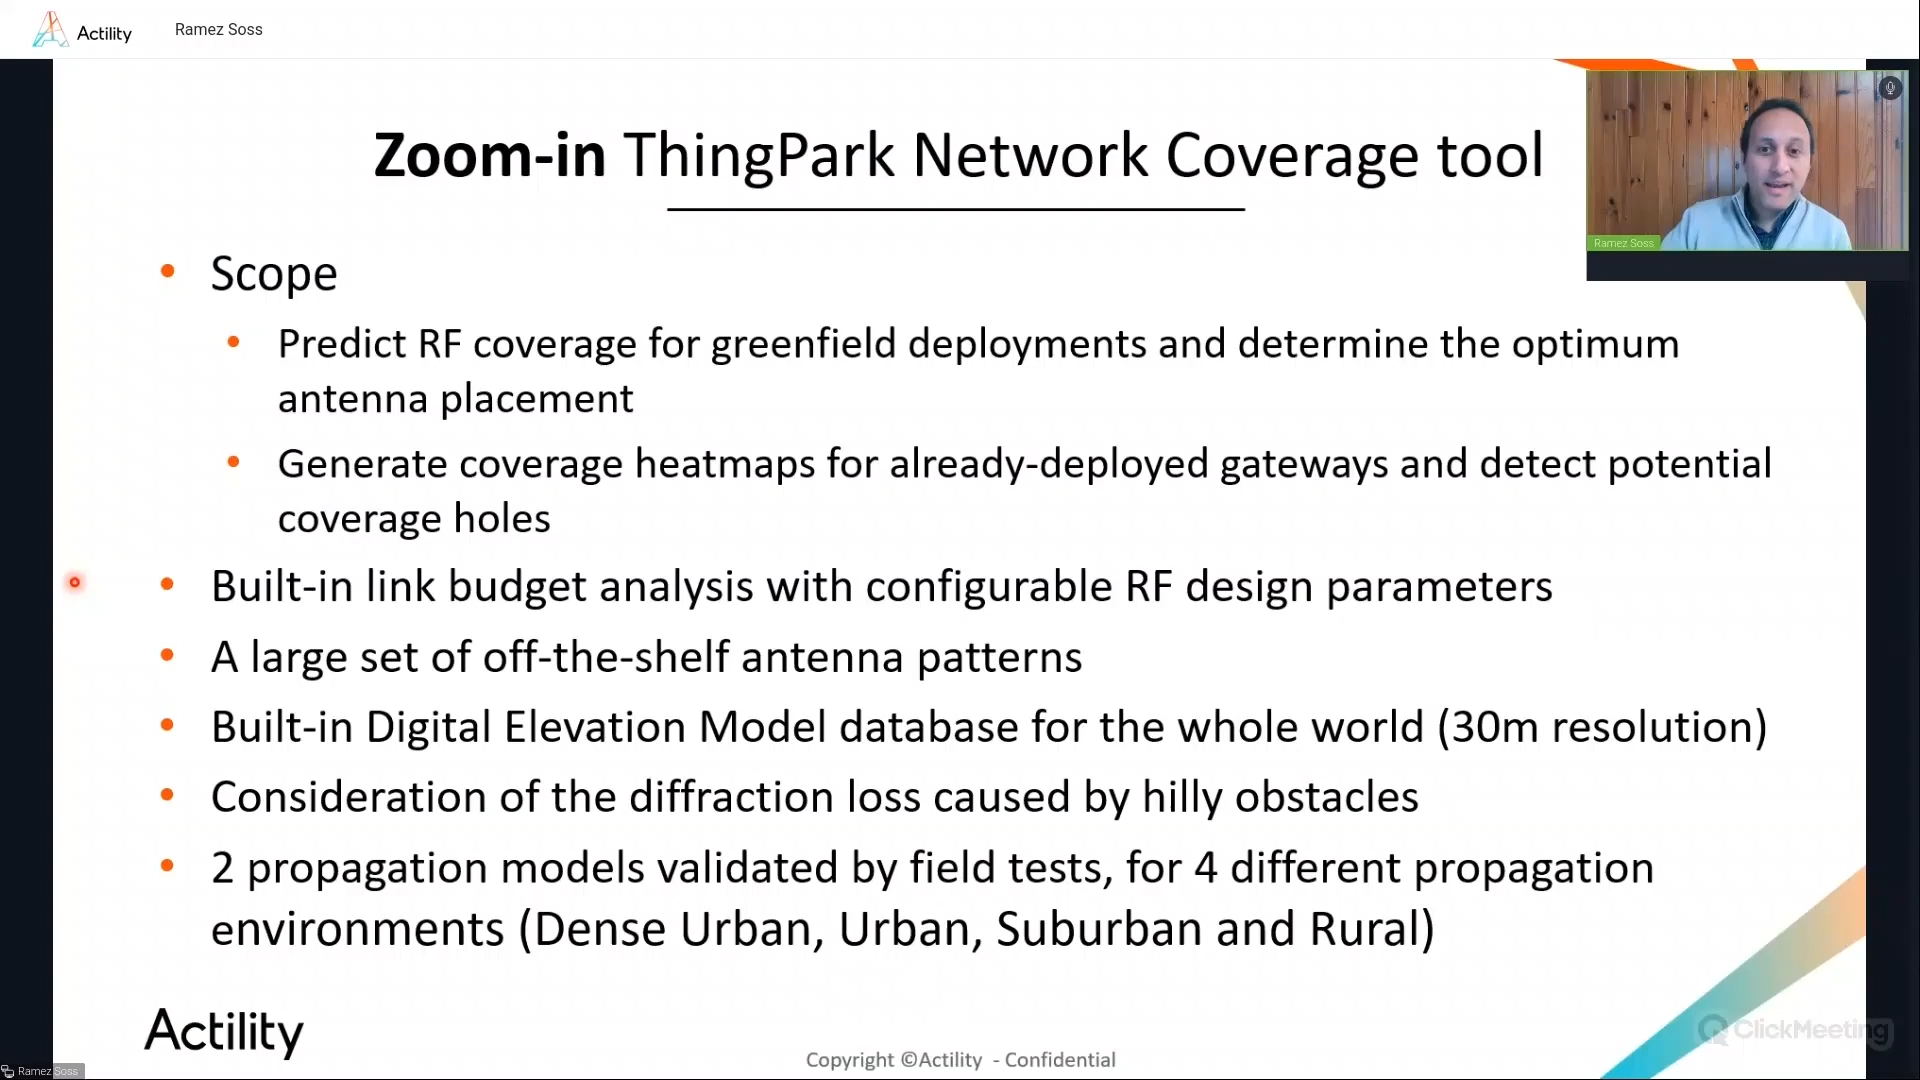 Actility
Ramez Soss
Zoom-in ThingPark Network Coverage tool
Ramez Soss
• Scope
• Predict RF coverage for greenfield deployments and determine the optimum
antenna placement
• Generate coverage heatmaps for already-deployed gateways and detect potential
coverage holes
• Built-in link budget analysis with configurable RF design parameters
• A large set of off-the-shelf antenna patterns
• Built-in Digital Elevation Model database for the whole world (30m resolution)
• Consideration of the diffraction loss caused by hilly obstacles
• 2 propagation models validated by field tests, for 4 different propagation
environments (Dense Urban, Urban, Suburban and Rural)
Actility
ClickMeeting
Copyright ©Actility - Confidential
Ramez Soss